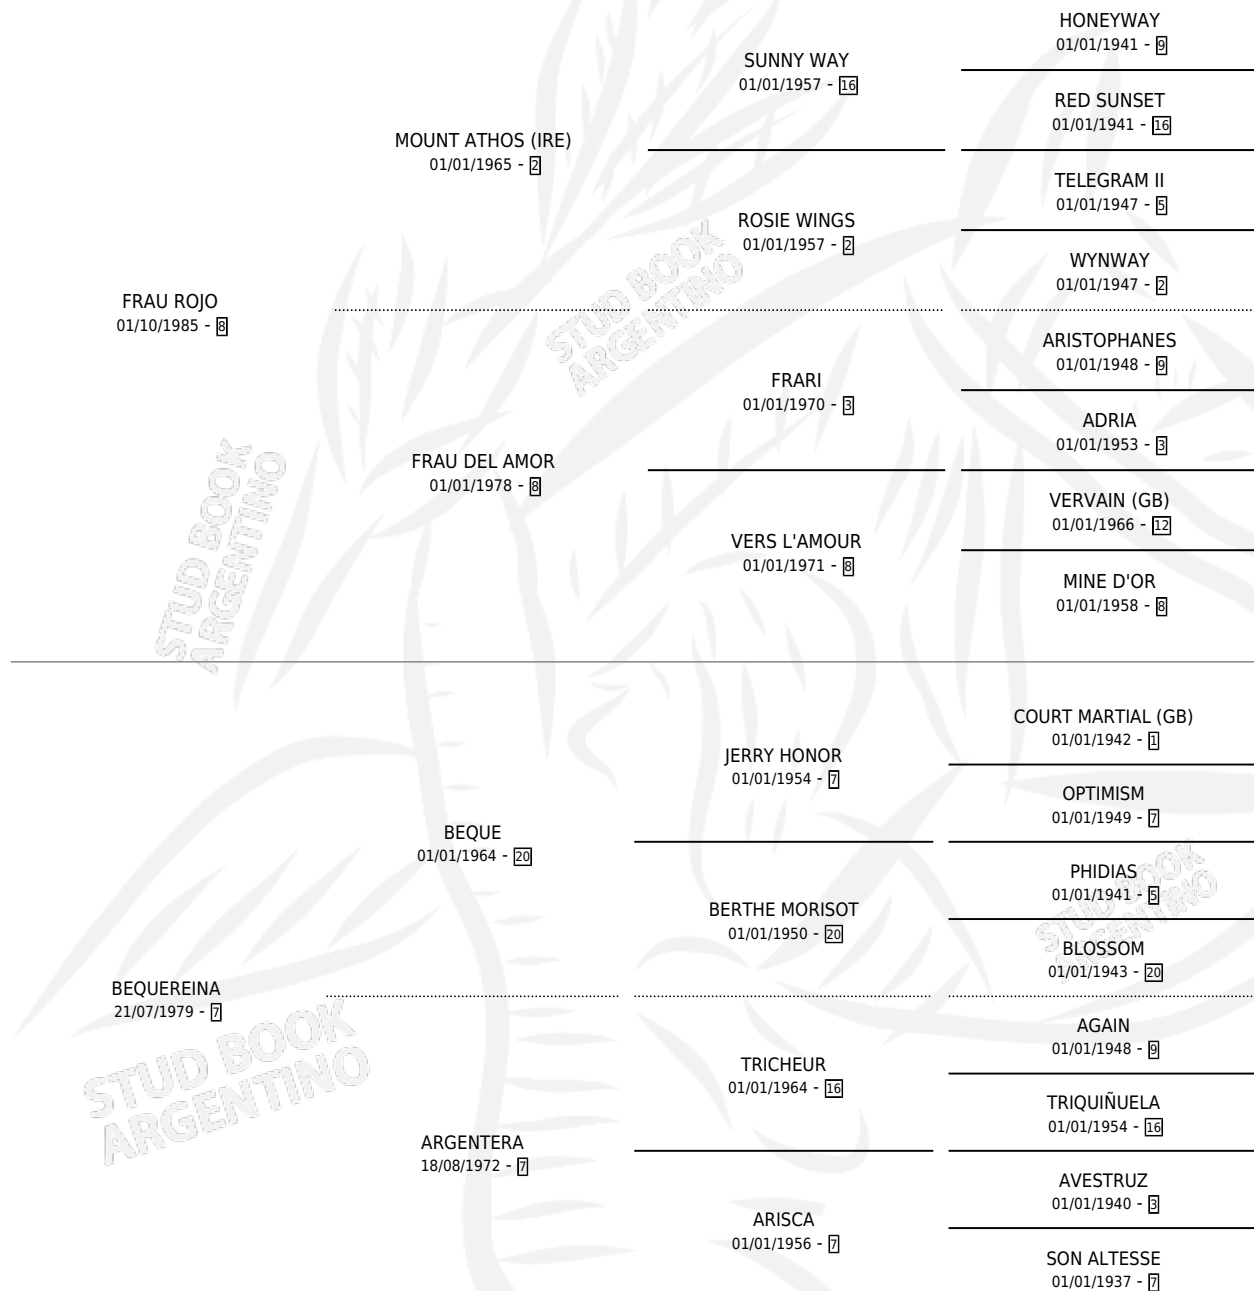 HONEYWAY
01/01/1941 - 9
SUNNY WAY
01/01/1957 - 16
RED SUNSET
01/01/1941 - 16
MOUNT ATHOS (IRE)
01/01/1965 - 2
TELEGRAM II
01/01/1947 - 5
ROSIE WINGS
01/01/1957 - 2
WYNWAY
01/01/1947 - 2
FRAU ROJO
01/10/1985 - 8
STUD BOOK
ARGENTINO
ARISTOPHANES
01/01/1948 - 9
FRARI
01/01/1970 - 3
ADRIA
01/01/1953 - 3
FRAU DEL AMOR
01/01/1978 - 8
VERVAIN (GB)
01/01/1966 - 12
VERS L'AMOUR
01/01/1971 - 8
MINE D'OR
01/01/1958 - 8
STUD BOOK
ARGENTINO
COURT MARTIAL (GB)
01/01/1942 - 1
JERRY HONOR
01/01/1954 - 7
OPTIMISM
01/01/1949 - 7
BEQUE
01/01/1964 - 20
PHIDIAS
01/01/1941 - 5
BERTHE MORISOT
01/01/1950 - 20
BLOSSOM
01/01/1943 - 20
STUD BOOK
ARGENTINO
BEQUEREINA
21/07/1979 - 7
STUD BOOK
ARGENTINO
AGAIN
01/01/1948 - 9
TRICHEUR
01/01/1964 - 16
TRIQUIÑUELA
01/01/1954 - 16
ARGENTERA
18/08/1972 - 7
AVESTRUZ
01/01/1940 - 3
ARISCA
01/01/1956 - 7
SON ALTESSE
01/01/1937 - 7